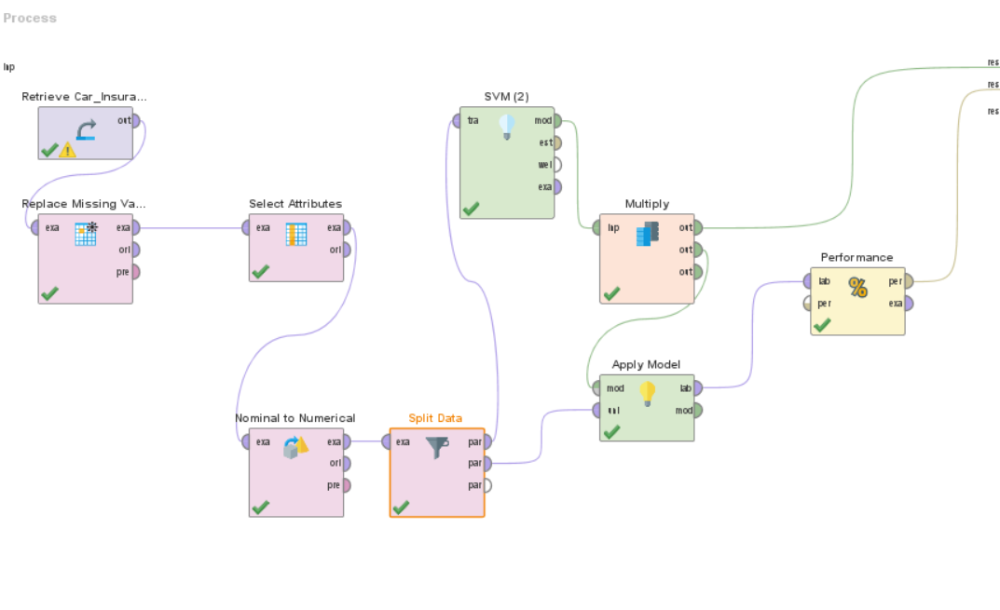 Process
inp
res
res
res
Retrieve Car_Insura...
out
Replace Missing Va...
exa
exa
ori
pre
Select Attributes
exa
exa
ori
Nominal to Numerical
exa
exa
ori
pre
Split Data
exa
par
par
par
SVM (2)
tra
mod
est
wei
exa
Multiply
inp
out
out
out
Apply Model
mod
lab
unl
mod
Performance
lab
per
per
exa
%